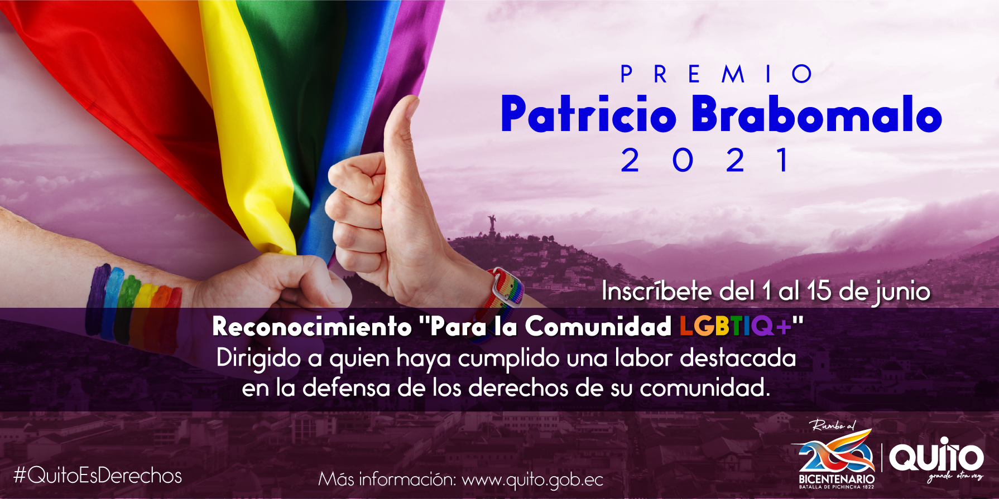 PREMIO
Patricio Brabomalo
2021
Inscríbete del 1 al 15 de junio
Reconocimiento "Para la Comunidad LGBTIQ+"
Dirigido a quien haya cumplido una labor destacada
en la defensa de los derechos de su comunidad.
#QuitoEsDerechos
Más información: www.quito.gob.ec
Rumbo al
200
BICENTENARIO
BATALLA DE PICHINCHA 1822
QUITO
grande otra vez